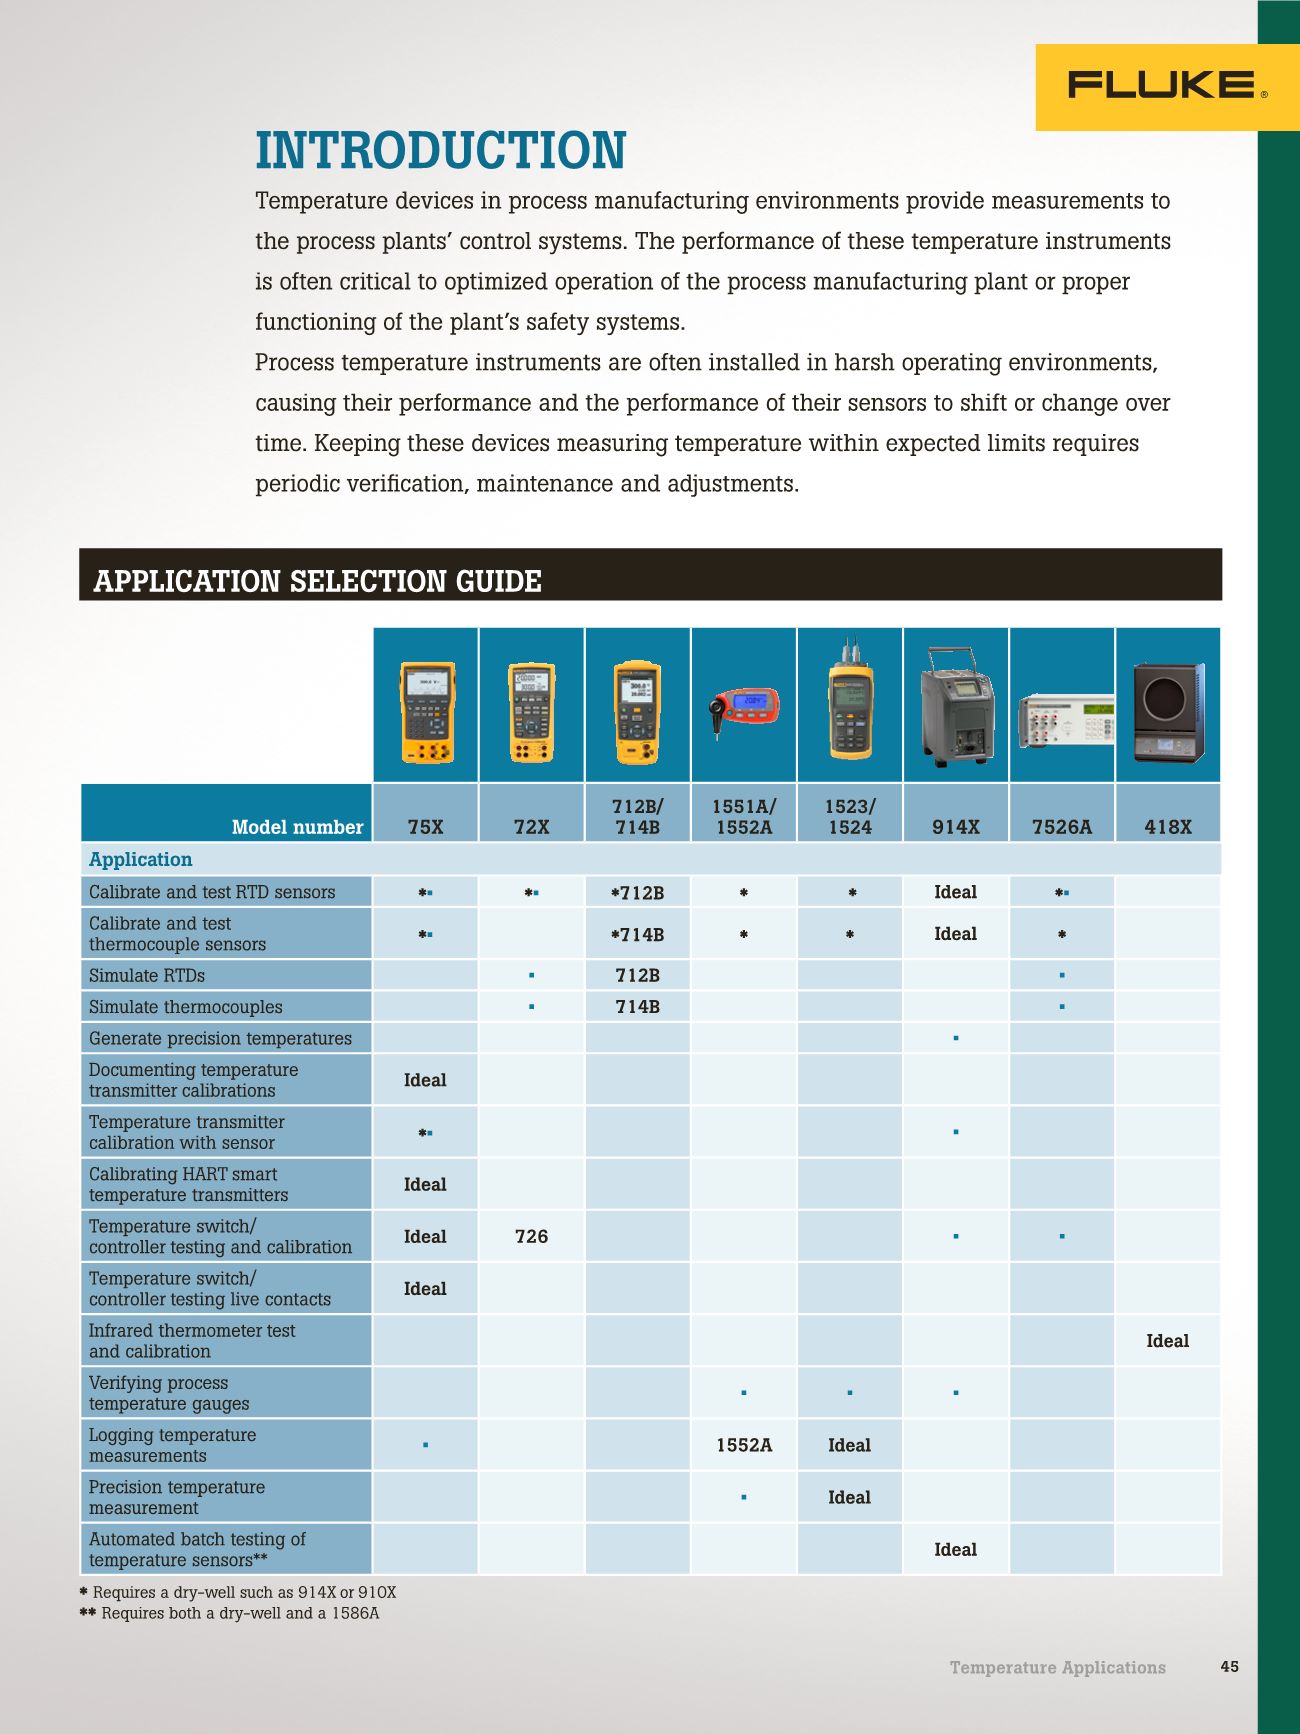 FLUKE®
INTRODUCTION
Temperature devices in process manufacturing environments provide measurements to
the process plants’ control systems. The performance of these temperature instruments
is often critical to optimized operation of the process manufacturing plant or proper
functioning of the plant’s safety systems.
Process temperature instruments are often installed in harsh operating environments,
causing their performance and the performance of their sensors to shift or change over
time. Keeping these devices measuring temperature within expected limits requires
periodic verification, maintenance and adjustments.
APPLICATION SELECTION GUIDE
Model number 75X 72X 712B/ 714B 1551A/ 1552A 1523/ 1524 914X 7526A 418X
Application
Calibrate and test RTD sensors *▪ *▪ *712B * * Ideal *▪
Calibrate and test
thermocouple sensors *▪ *714B * * Ideal *
Simulate RTDs ▪ 712B ▪
Simulate thermocouples ▪ 714B ▪
Generate precision temperatures ▪
Documenting temperature
transmitter calibrations Ideal
Temperature transmitter
calibration with sensor *▪ ▪
Calibrating HART smart
temperature transmitters Ideal
Temperature switch/
controller testing and calibration Ideal 726 ▪ ▪
Temperature switch/
controller testing live contacts Ideal
Infrared thermometer test
and calibration Ideal
Verifying process
temperature gauges ▪ ▪ ▪
Logging temperature
measurements ▪ 1552A Ideal
Precision temperature
measurement ▪ Ideal
Automated batch testing of
temperature sensors** Ideal
* Requires a dry-well such as 914X or 910X
** Requires both a dry-well and a 1586A
Temperature Applications 45